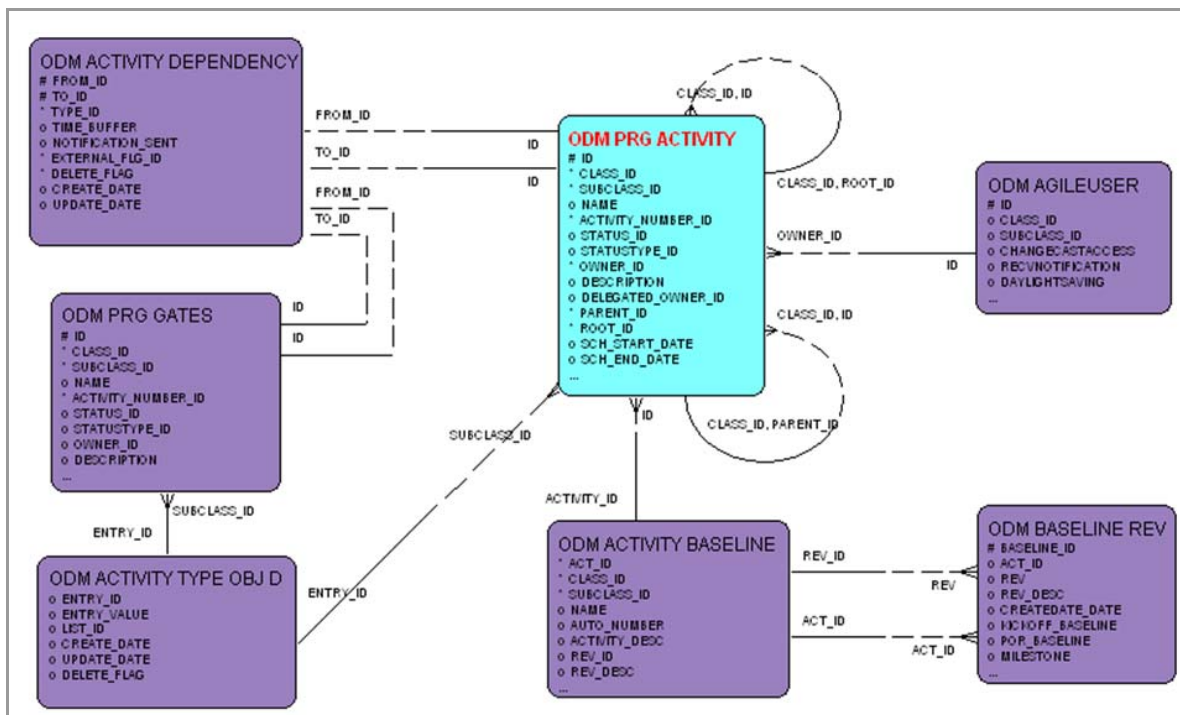 ODM ACTIVITY DEPENDENCY
# FROM_ID
# TO_ID
* TYPE_ID
o TIME_BUFFER
o NOTIFICATION_SENT
* EXTERNAL_FLG_ID
* DELETE_FLAG
o CREATE_DATE
o UPDATE_DATE
FROM_ID
ID
TO_ID
ID
FROM_ID
TO_ID
ID
ID
CLASS_ID, ID
CLASS_ID, ROOT_ID
ODM PRG ACTIVITY
# ID
* CLASS_ID
* SUBCLASS_ID
o NAME
* ACTIVITY_NUMBER_ID
o STATUS_ID
o STATUSTYPE_ID
* OWNER_ID
o DESCRIPTION
o DELEGATED_OWNER_ID
* PARENT_ID
* ROOT_ID
o SCH_START_DATE
o SCH_END_DATE
...
OWNER_ID
ID
ODM AGILEUSER
# ID
o CLASS_ID
o SUBCLASS_ID
o CHANGECASTACCESS
o RECVNOTIFICATION
o DAYLIGHTSAVING
...
CLASS_ID, ID
CLASS_ID, PARENT_ID
ODM PRG GATES
# ID
* CLASS_ID
* SUBCLASS_ID
o NAME
* ACTIVITY_NUMBER_ID
o STATUS_ID
o STATUSTYPE_ID
o OWNER_ID
o DESCRIPTION
...
SUBCLASS_ID
ENTRY_ID
SUBCLASS_ID
ENTRY_ID
ID
ACTIVITY_ID
ODM ACTIVITY TYPE OBJ D
o ENTRY_ID
o ENTRY_VALUE
o LIST_ID
o CREATE_DATE
o UPDATE_DATE
o DELETE_FLAG
ODM ACTIVITY BASELINE
* ACT_ID
* CLASS_ID
* SUBCLASS_ID
o NAME
o AUTO_NUMBER
o ACTIVITY_DESC
o REV_ID
o REV_DESC
...
REV_ID
REV
ACT_ID
ACT_ID
ODM BASELINE REV
# BASELINE_ID
o ACT_ID
o REV
o REV_DESC
o CREATEDATE_DATE
o KICKOFF_BASELINE
o POR_BASELINE
o MILESTONE
...